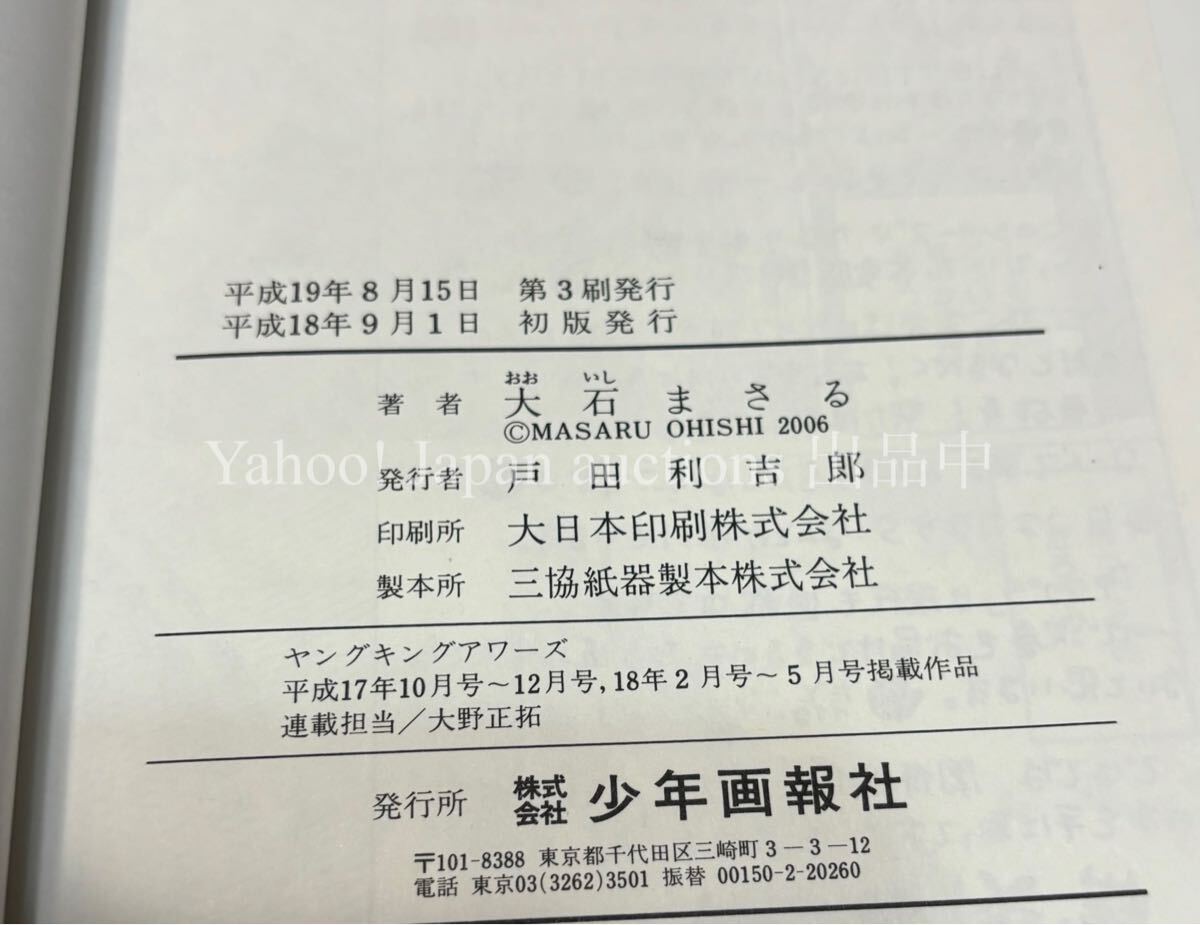 平成19年8月15日 第3刷発行
平成18年9月1日 初版発行
おお いし
著者 大石まさる
©MASARU OHISHI 2006
Yahoo! Japan auction 出品中
発行者 戸田利吉郎
印刷所 大日本印刷株式会社
製本所 三協紙器製本株式会社
ヤングキングアワーズ
平成17年10月号～12月号,18年2月号～5月号掲載作品
連載担当／大野正拓
発行所 株式会社 少年画報社
〒101-8388 東京都千代田区三崎町3－3－12
電話 東京03(3262)3501 振替 00150-2-20260